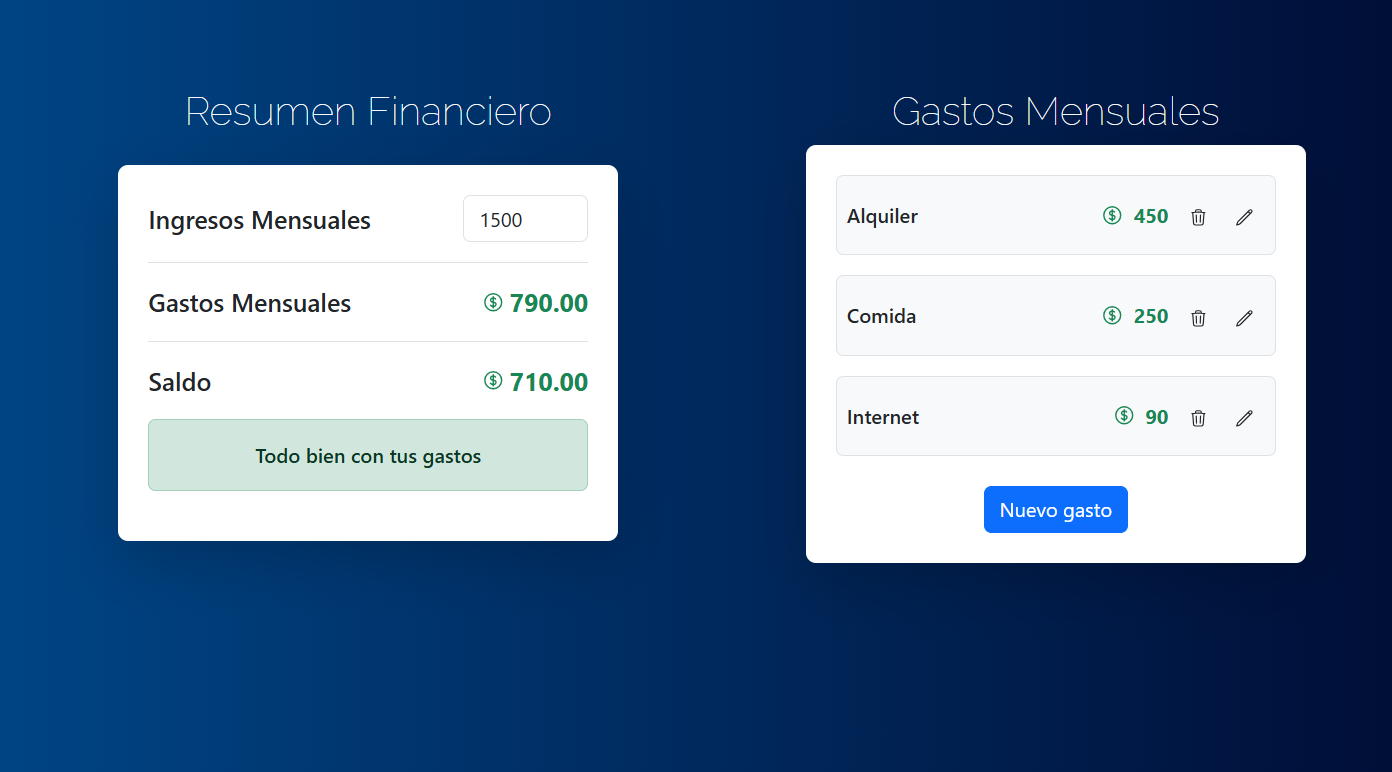 Resumen Financiero
Ingresos Mensuales 1500
Gastos Mensuales $ 790.00
Saldo $ 710.00
Todo bien con tus gastos
Gastos Mensuales
Alquiler $ 450
Comida $ 250
Internet $ 90
Nuevo gasto